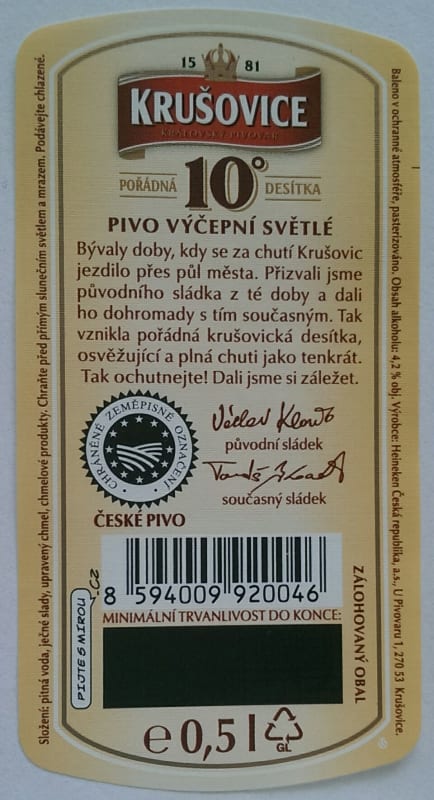 15 81
KRUŠOVICE
KRÁLOVSKÝ PIVOVAR
POŘÁDNÁ 10° DESÍTKA
PIVO VÝČEPNÍ SVĚTLÉ
Bývaly doby, kdy se za chutí Krušovic
jezdilo přes půl města. Přizvali jsme
původního sládka z té doby a dali
ho dohromady s tím současným. Tak
vznikla pořádná krušovická desítka,
osvěžující a plná chuti jako tenkrát.
Tak ochutnejte! Dali jsme si záležet.
CHRÁNĚNÉ ZEMĚPISNÉ OZNAČENÍ
původní sládek
současný sládek
ČESKÉ PIVO
8 594009 920046
MINIMÁLNÍ TRVANLIVOST DO KONCE:
PIJTE S MÍROU.CZ
ZÁLOHOVANÝ OBAL
e 0,5 l
GL
Složení: pitná voda, ječné slady, upravený chmel, chmelové produkty. Chraňte před přímým slunečním světlem a mrazem. Podávejte chlazené.
Baleno v ochranné atmosféře, pasterizováno. Obsah alkoholu: 4,2 % obj. Výrobce: Heineken Česká republika, a.s., U Pivovaru 1, 270 53 Krušovice.